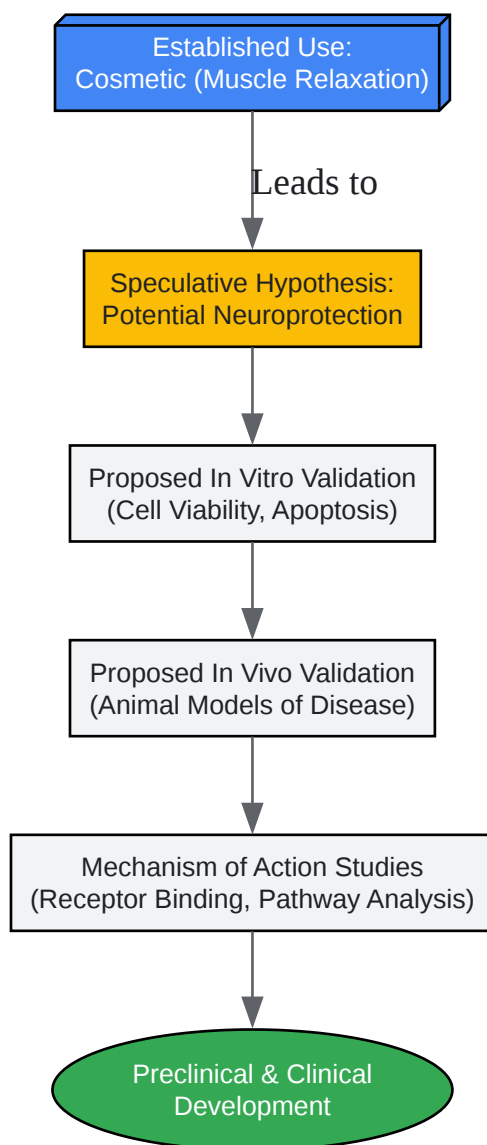 Established Use:
Cosmetic (Muscle Relaxation)
Leads to
Speculative Hypothesis:
Potential Neuroprotection
Proposed In Vitro Validation
(Cell Viability, Apoptosis)
Proposed In Vivo Validation
(Animal Models of Disease)
Mechanism of Action Studies
(Receptor Binding, Pathway Analysis)
Preclinical & Clinical
Development